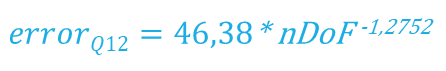 error_Q12 = 46,38 * nDoF^-1,2752